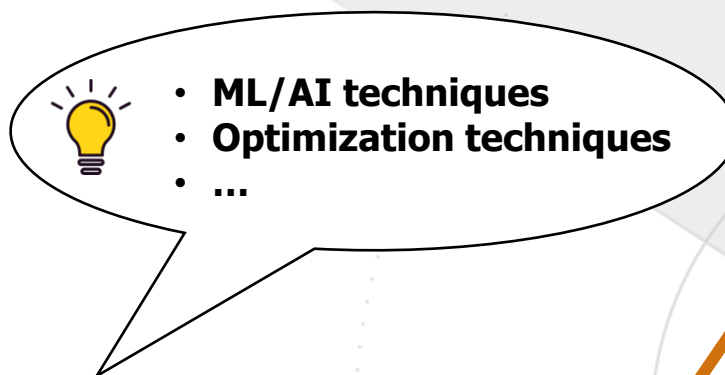 • ML/AI techniques
• Optimization techniques
• ...